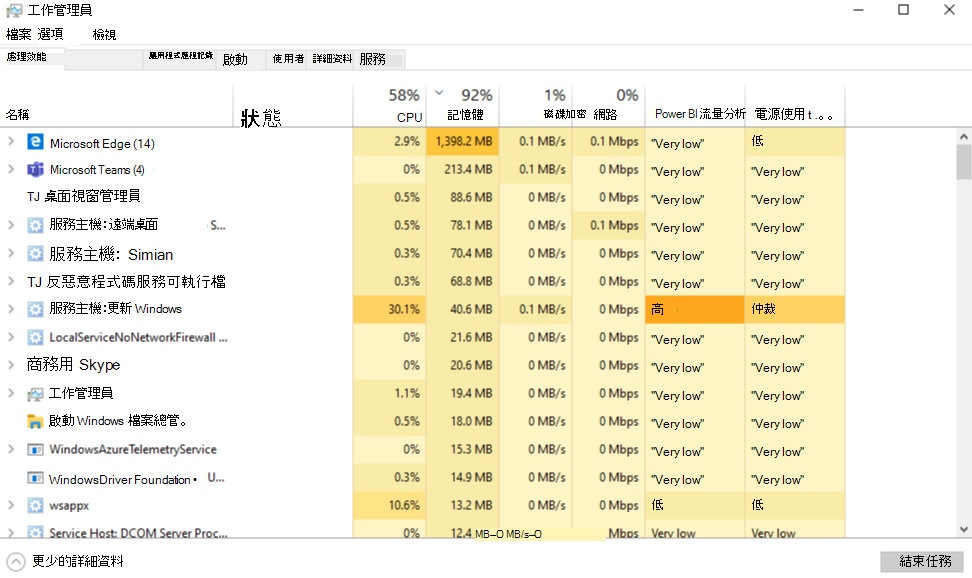 工作管理員
檔案 選項 檢視
處理效能 應用程式歷程記錄 啟動 使用者 詳細資料 服務
58% 92% 1% 0%
名稱 狀態 CPU 記憶體 磁碟加密 網路 Power BI 流量分析 電源使用 t .。。
Microsoft Edge (14) 2.9% 1,398.2 MB 0.1 MB/s 0.1 Mbps "Very low" 低
Microsoft Teams (4) 0% 213.4 MB 0.1 MB/s 0 Mbps "Very low" "Very low"
TJ 桌面視窗管理員 0.5% 88.6 MB 0 MB/s 0 Mbps "Very low" "Very low"
服務主機:遠端桌面 S... 0.5% 78.1 MB 0 MB/s 0.1 Mbps "Very low" "Very low"
服務主機: Simian 0.3% 70.4 MB 0 MB/s 0 Mbps "Very low" "Very low"
TJ 反惡意程式碼服務可執行檔 0.3% 68.8 MB 0 MB/s 0 Mbps "Very low" "Very low"
服務主機:更新 Windows 30.1% 40.6 MB 0.1 MB/s 0 Mbps 高 仲裁
LocalServiceNoNetworkFirewall ... 0% 21.6 MB 0 MB/s 0 Mbps "Very low" "Very low"
商務用 Skype 0% 20.6 MB 0 MB/s 0 Mbps "Very low" "Very low"
工作管理員 1.1% 19.4 MB 0 MB/s 0 Mbps "Very low" "Very low"
啟動 Windows 檔案總管。 0.5% 18.0 MB 0 MB/s 0 Mbps "Very low" "Very low"
WindowsAzureTelemetryService 0% 15.3 MB 0 MB/s 0 Mbps "Very low" "Very low"
WindowsDriver Foundation • U... 0.3% 14.9 MB 0 MB/s 0 Mbps "Very low" "Very low"
wsappx 10.6% 13.2 MB 0 MB/s 0 Mbps 低 低
Service Host: DCOM Server Proc... 0% 12.4 MB–O MB/s–O Mbps Very low Very low
更少的詳細資料 結束任務